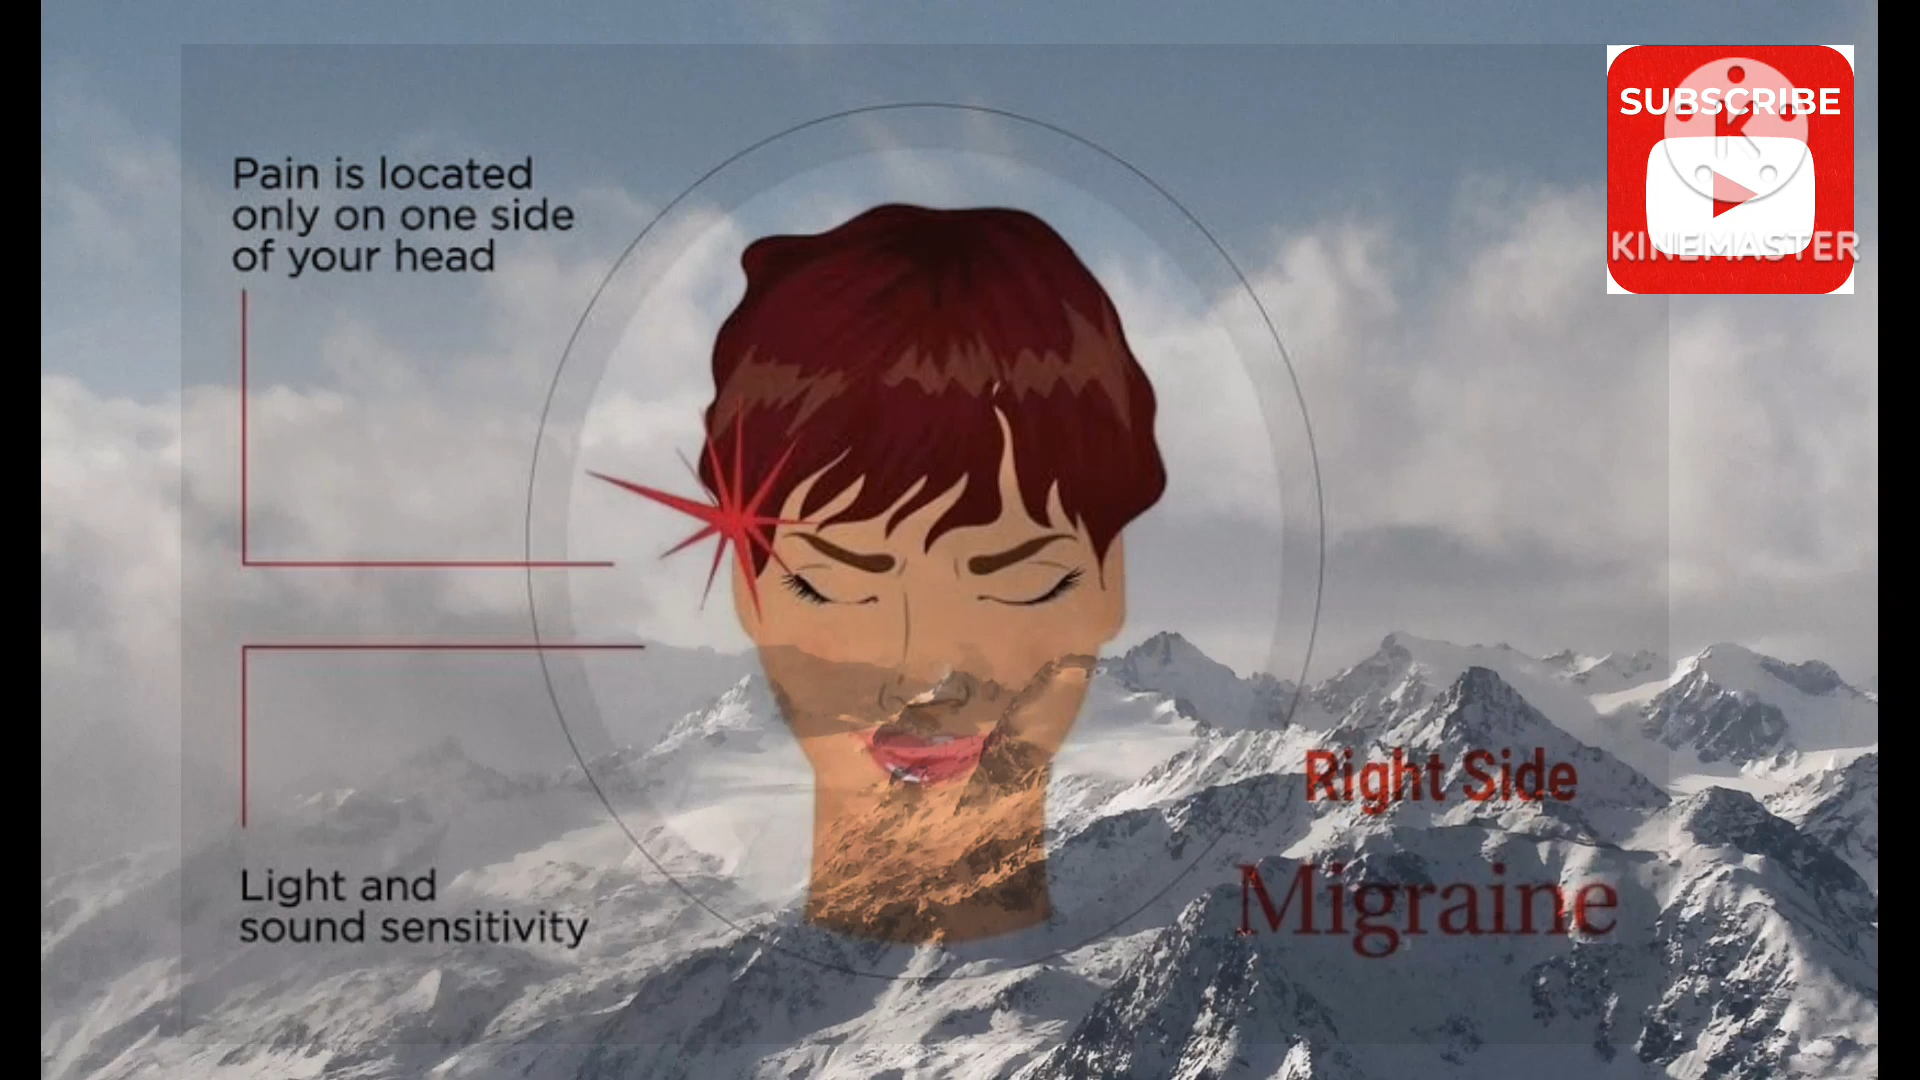 SUBSCRIBE
K
KINEMASTER
Pain is located
only on one side
of your head
Light and
sound sensitivity
Right Side
Migraine